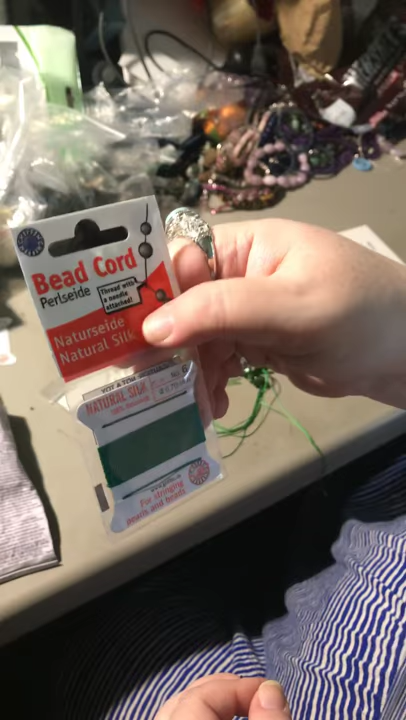 Bead Cord
Perlseide
Thread with
a needle
attached!
Naturseide
Natural Silk
NATURAL SILK
For stringing
pearls and beads